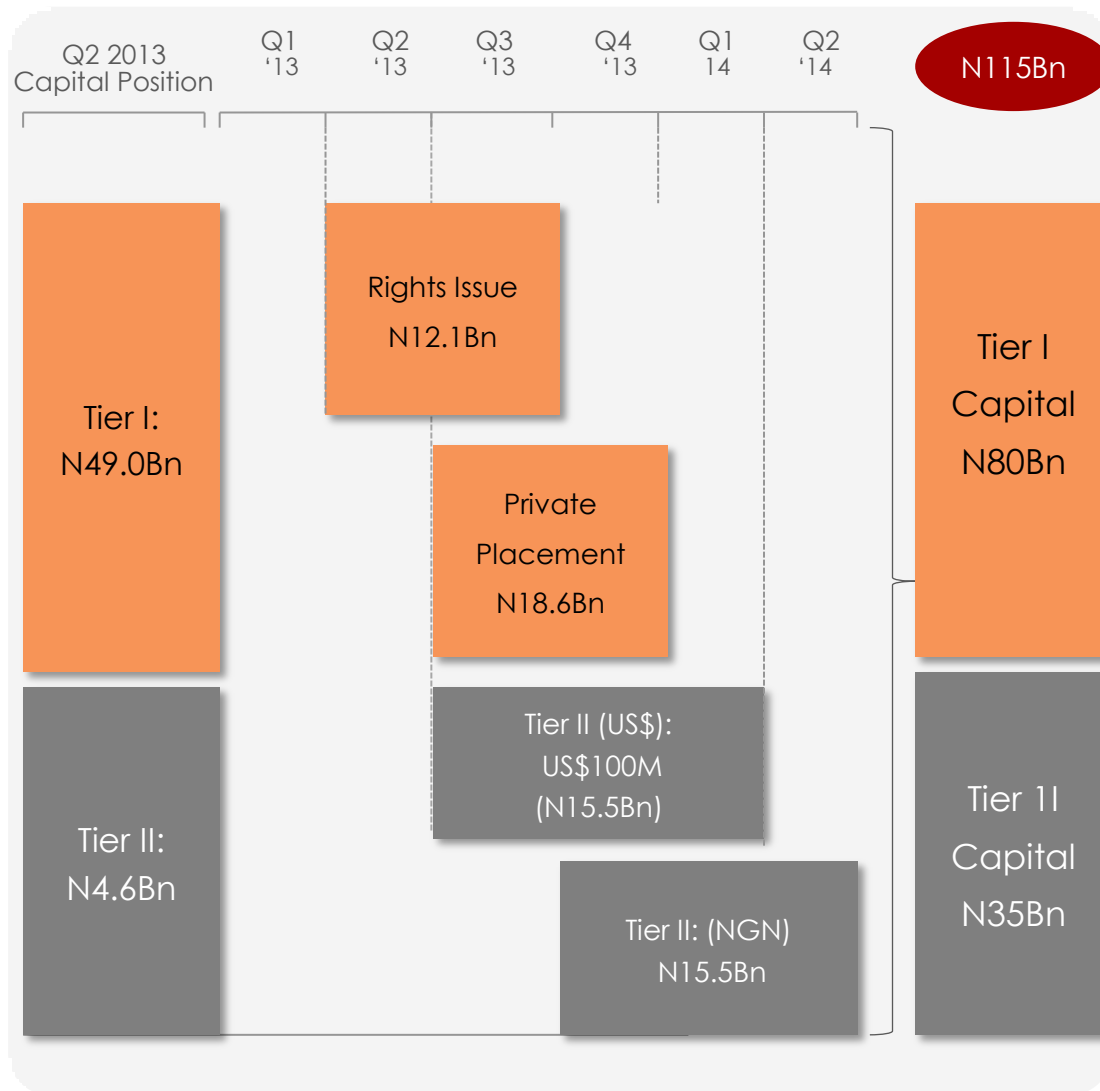 Q2 2013
Capital Position
Q1
‘13
Q2
‘13
Q3
‘13
Q4
‘13
Q1
14
Q2
‘14
N115Bn
Tier I:
N49.0Bn
Rights Issue
N12.1Bn
Private
Placement
N18.6Bn
Tier I
Capital
N80Bn
Tier II:
N4.6Bn
Tier II (US$):
US$100M
(N15.5Bn)
Tier II: (NGN)
N15.5Bn
Tier 1I
Capital
N35Bn